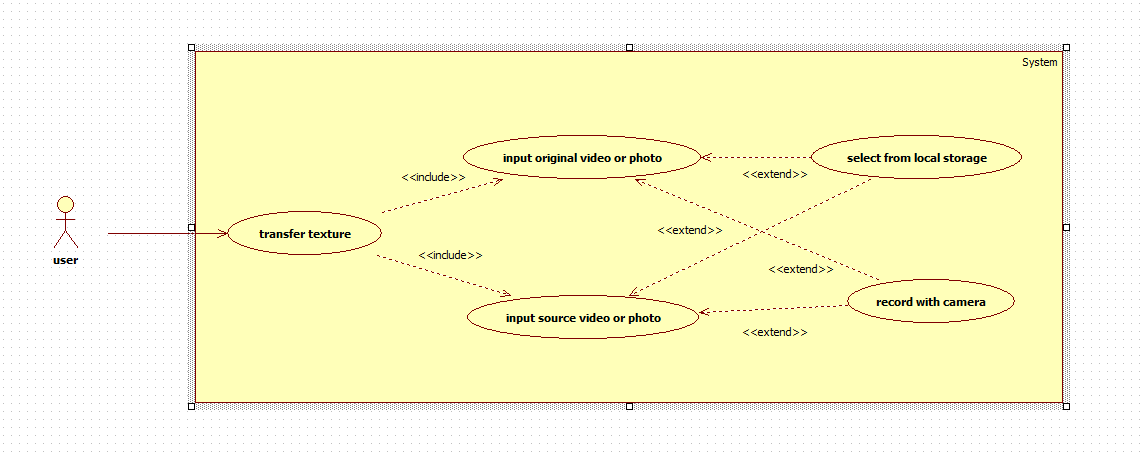 System
input original video or photo
select from local storage
<<include>>
<<extend>>
transfer texture
<<extend>>
user
<<include>>
<<extend>>
record with camera
input source video or photo
<<extend>>